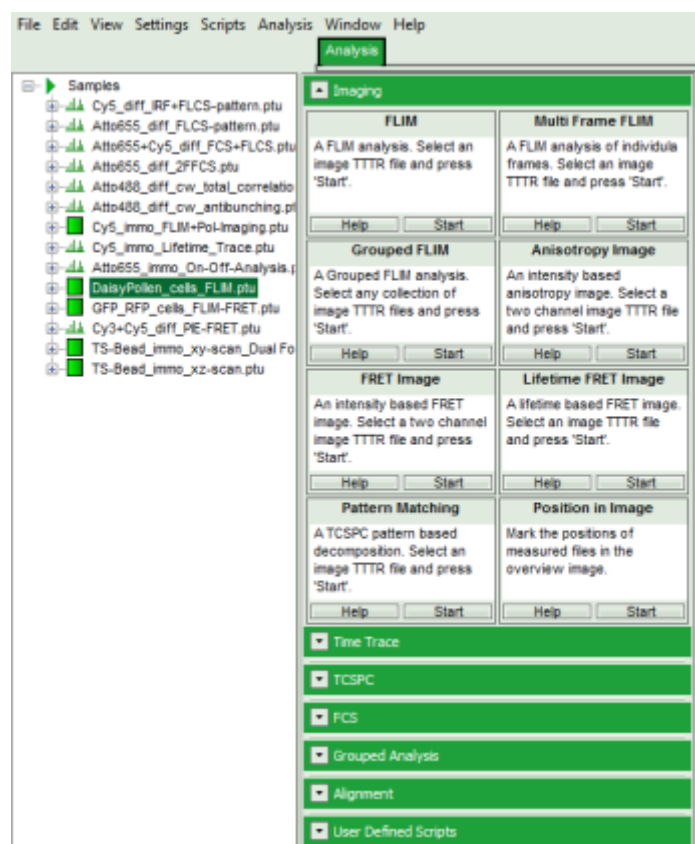 File Edit View Settings Scripts Analysis Window Help
Analysis
Samples
Cy5_diff_IRF+FLCS-pattern.ptu
Atto655_diff_FLCS-pattern.ptu
Atto655+Cy5_diff_FCS+FLCS.ptu
Atto655_diff_2FFCS.ptu
Atto488_diff_cw_total_correlatio
Atto488_diff_cw_antibunching.pt
Cy5_immo_FLIM+Pol-Imaging.ptu
Cy5_immo_Lifetime_Trace.ptu
Atto655_immo_On-Off-Analysis.p
DaisyPollen_cells_FLIM.ptu
GFP_RFP_cells_FLIM-FRET.ptu
Cy3+Cy5_diff_PIE-FRET.ptu
TS-Bead_immo_xy-scan_Dual Fo
TS-Bead_immo_xz-scan.ptu
Imaging
FLIM
A FLIM analysis. Select an
image TTTR file and press
'Start'.
Help Start
Multi Frame FLIM
A FLIM analysis of individula
frames. Select an image
TTTR file and press 'Start'.
Help Start
Grouped FLIM
A Grouped FLIM analysis.
Select any collection of
image TTTR files and press
'Start'.
Help Start
Anisotropy Image
An intensity based
anisotropy image. Select a
two channel image TTTR file
and press 'Start'.
Help Start
FRET Image
An intensity based FRET
image. Select a two channel
image TTTR file and press
'Start'.
Help Start
Lifetime FRET Image
A lifetime based FRET image.
Select an image TTTR file
and press 'Start'.
Help Start
Pattern Matching
A TCSPC pattern based
decomposition. Select an
image TTTR file and press
'Start'.
Help Start
Position in Image
Mark the positions of
measured files in the
overview image.
Help Start
Time Trace
TCSPC
FCS
Grouped Analysis
Alignment
User Defined Scripts